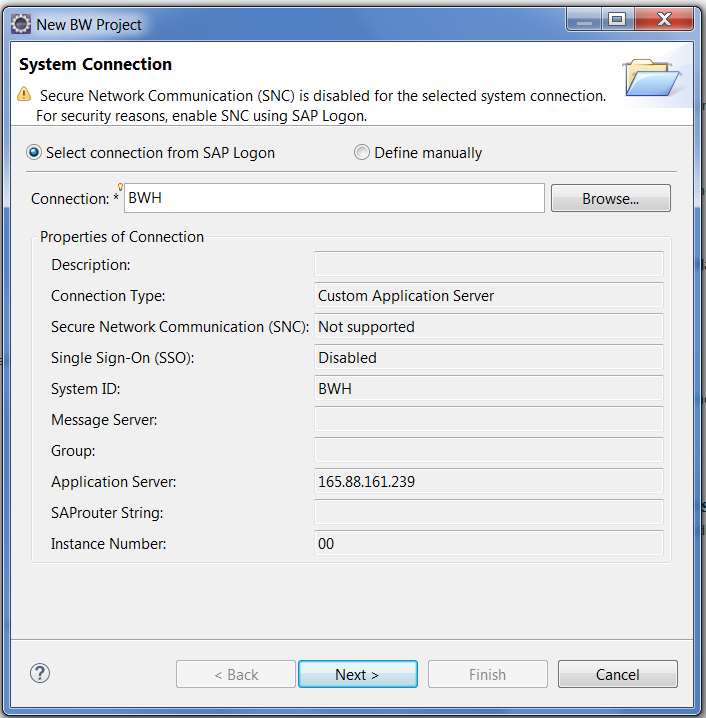 New BW Project
System Connection
Secure Network Communication (SNC) is disabled for the selected system connection.
For security reasons, enable SNC using SAP Logon.
Select connection from SAP Logon Define manually
Connection: * BWH Browse...
Properties of Connection
Description:
Connection Type: Custom Application Server
Secure Network Communication (SNC): Not supported
Single Sign-On (SSO): Disabled
System ID: BWH
Message Server:
Group:
Application Server: 165.88.161.239
SAProuter String:
Instance Number: 00
? < Back Next > Finish Cancel